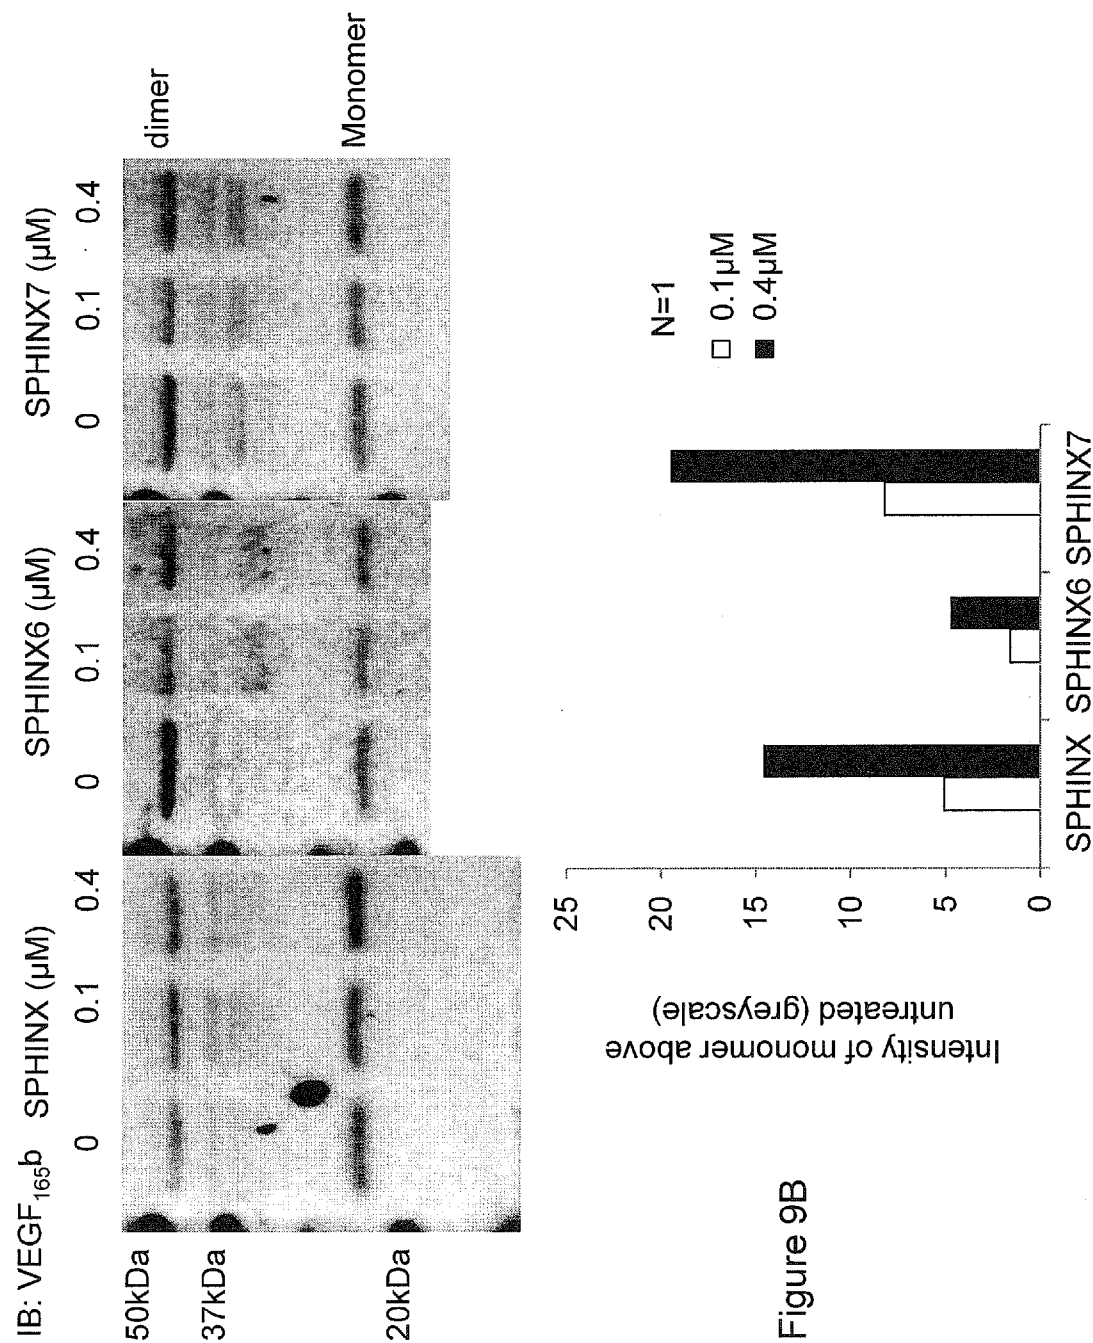 IB: VEGF165b SPHINX (µM) SPHINX6 (µM) SPHINX7 (µM)
0 0.1 0.4 0 0.1 0.4 0 0.1 0.4
50kDa
37kDa
20kDa
dimer
Monomer
Intensity of monomer above
untreated (greyscale)
25
20
15
10
5
0
SPHINX SPHINX6 SPHINX7
N=1
0.1µM
0.4µM
Figure 9B